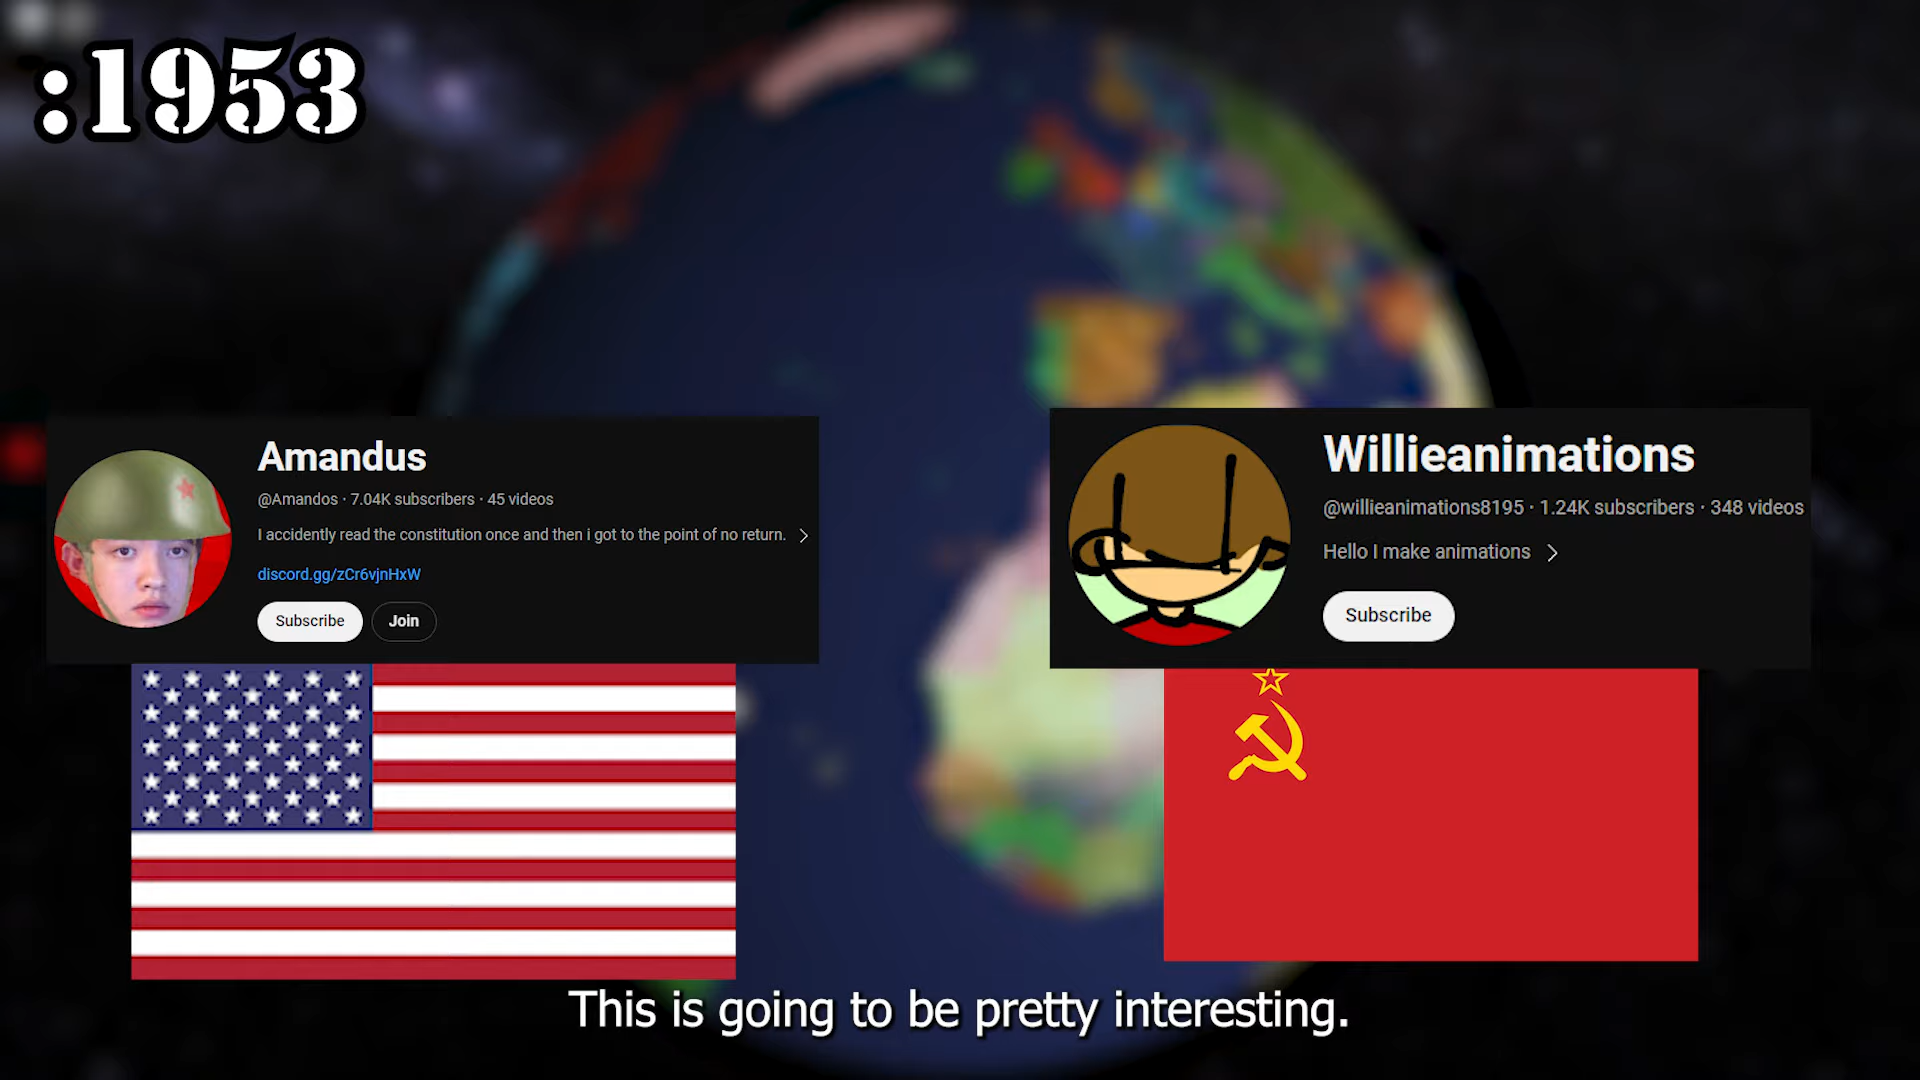 :1953
Amandus
@Amandos · 7.04K subscribers · 45 videos
I accidently read the constitution once and then i got to the point of no return.
discord.gg/zCr6vjnHxW
Subscribe
Join
Willieanimations
@willieanimations8195 · 1.24K subscribers · 348 videos
Hello I make animations
Subscribe
This is going to be pretty interesting.